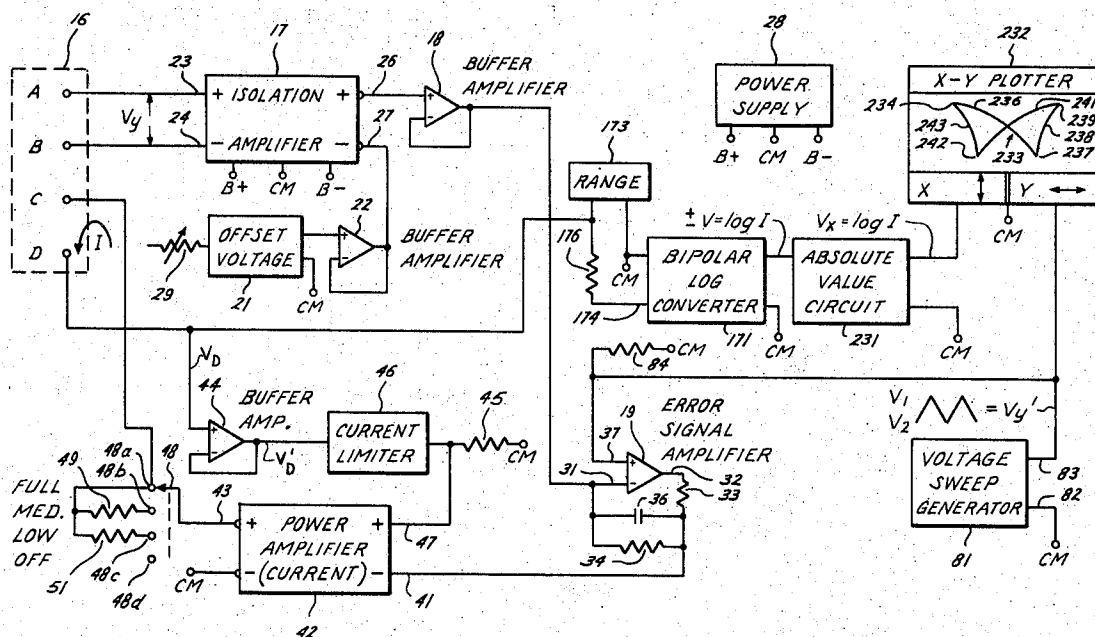 16
17
18
28
232
A
B
C
D
I
Vy
23
24
+ ISOLATION +
- AMPLIFIER -
B+ CM B-
26
27
BUFFER
AMPLIFIER
POWER
SUPPLY
B+ CM B-
X-Y PLOTTER
234
236
241
239
238
237
243
242
233
X Y
CM
173
RANGE
176
174
CM
± V=log I
BIPOLAR
LOG
CONVERTER
171
CM
Vx = log I
ABSOLUTE
VALUE
CIRCUIT
231
CM
29
OFFSET
VOLTAGE
21
CM
22
+
-
BUFFER
AMPLIFIER
VD
44
+
-
BUFFER
AMP.
V'D
46
CURRENT
LIMITER
45
CM
84
CM
19
ERROR
SIGNAL
AMPLIFIER
37
31
+
-
32
33
36
34
V1
V2
= Vy'
VOLTAGE
SWEEP
GENERATOR
81
83
82
CM
48a
48
48b
49
FULL
MED.
LOW
OFF
51
48c
48d
43
CM
+ POWER +
AMPLIFIER
- (CURRENT) -
42
47
41